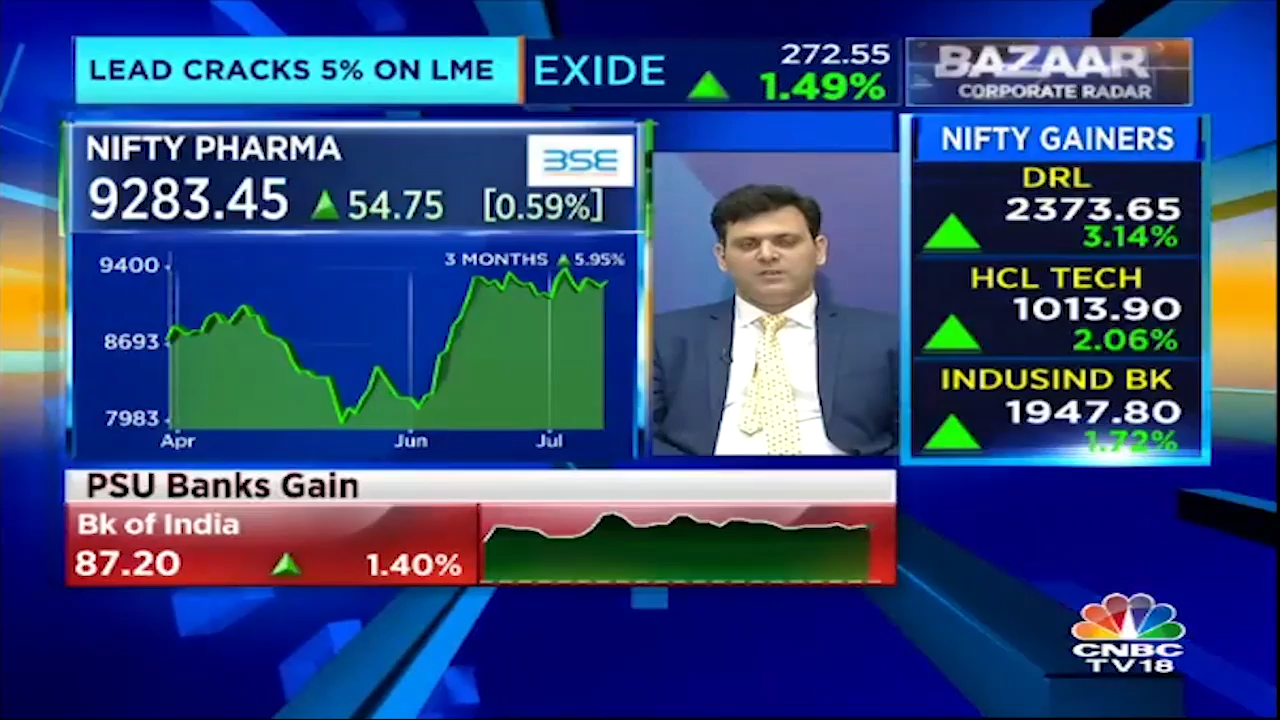 LEAD CRACKS 5% ON LME
EXIDE
272.55
1.49%
BAZAAR
CORPORATE RADAR
NIFTY PHARMA
9283.45 54.75 [0.59%]
BSE
3 MONTHS 5.95%
9400
8693
7983
Apr Jun Jul
NIFTY GAINERS
DRL
2373.65
3.14%
HCL TECH
1013.90
2.06%
INDUSIND BK
1947.80
1.72%
PSU Banks Gain
Bk of India
87.20 1.40%
CNBC
TV18